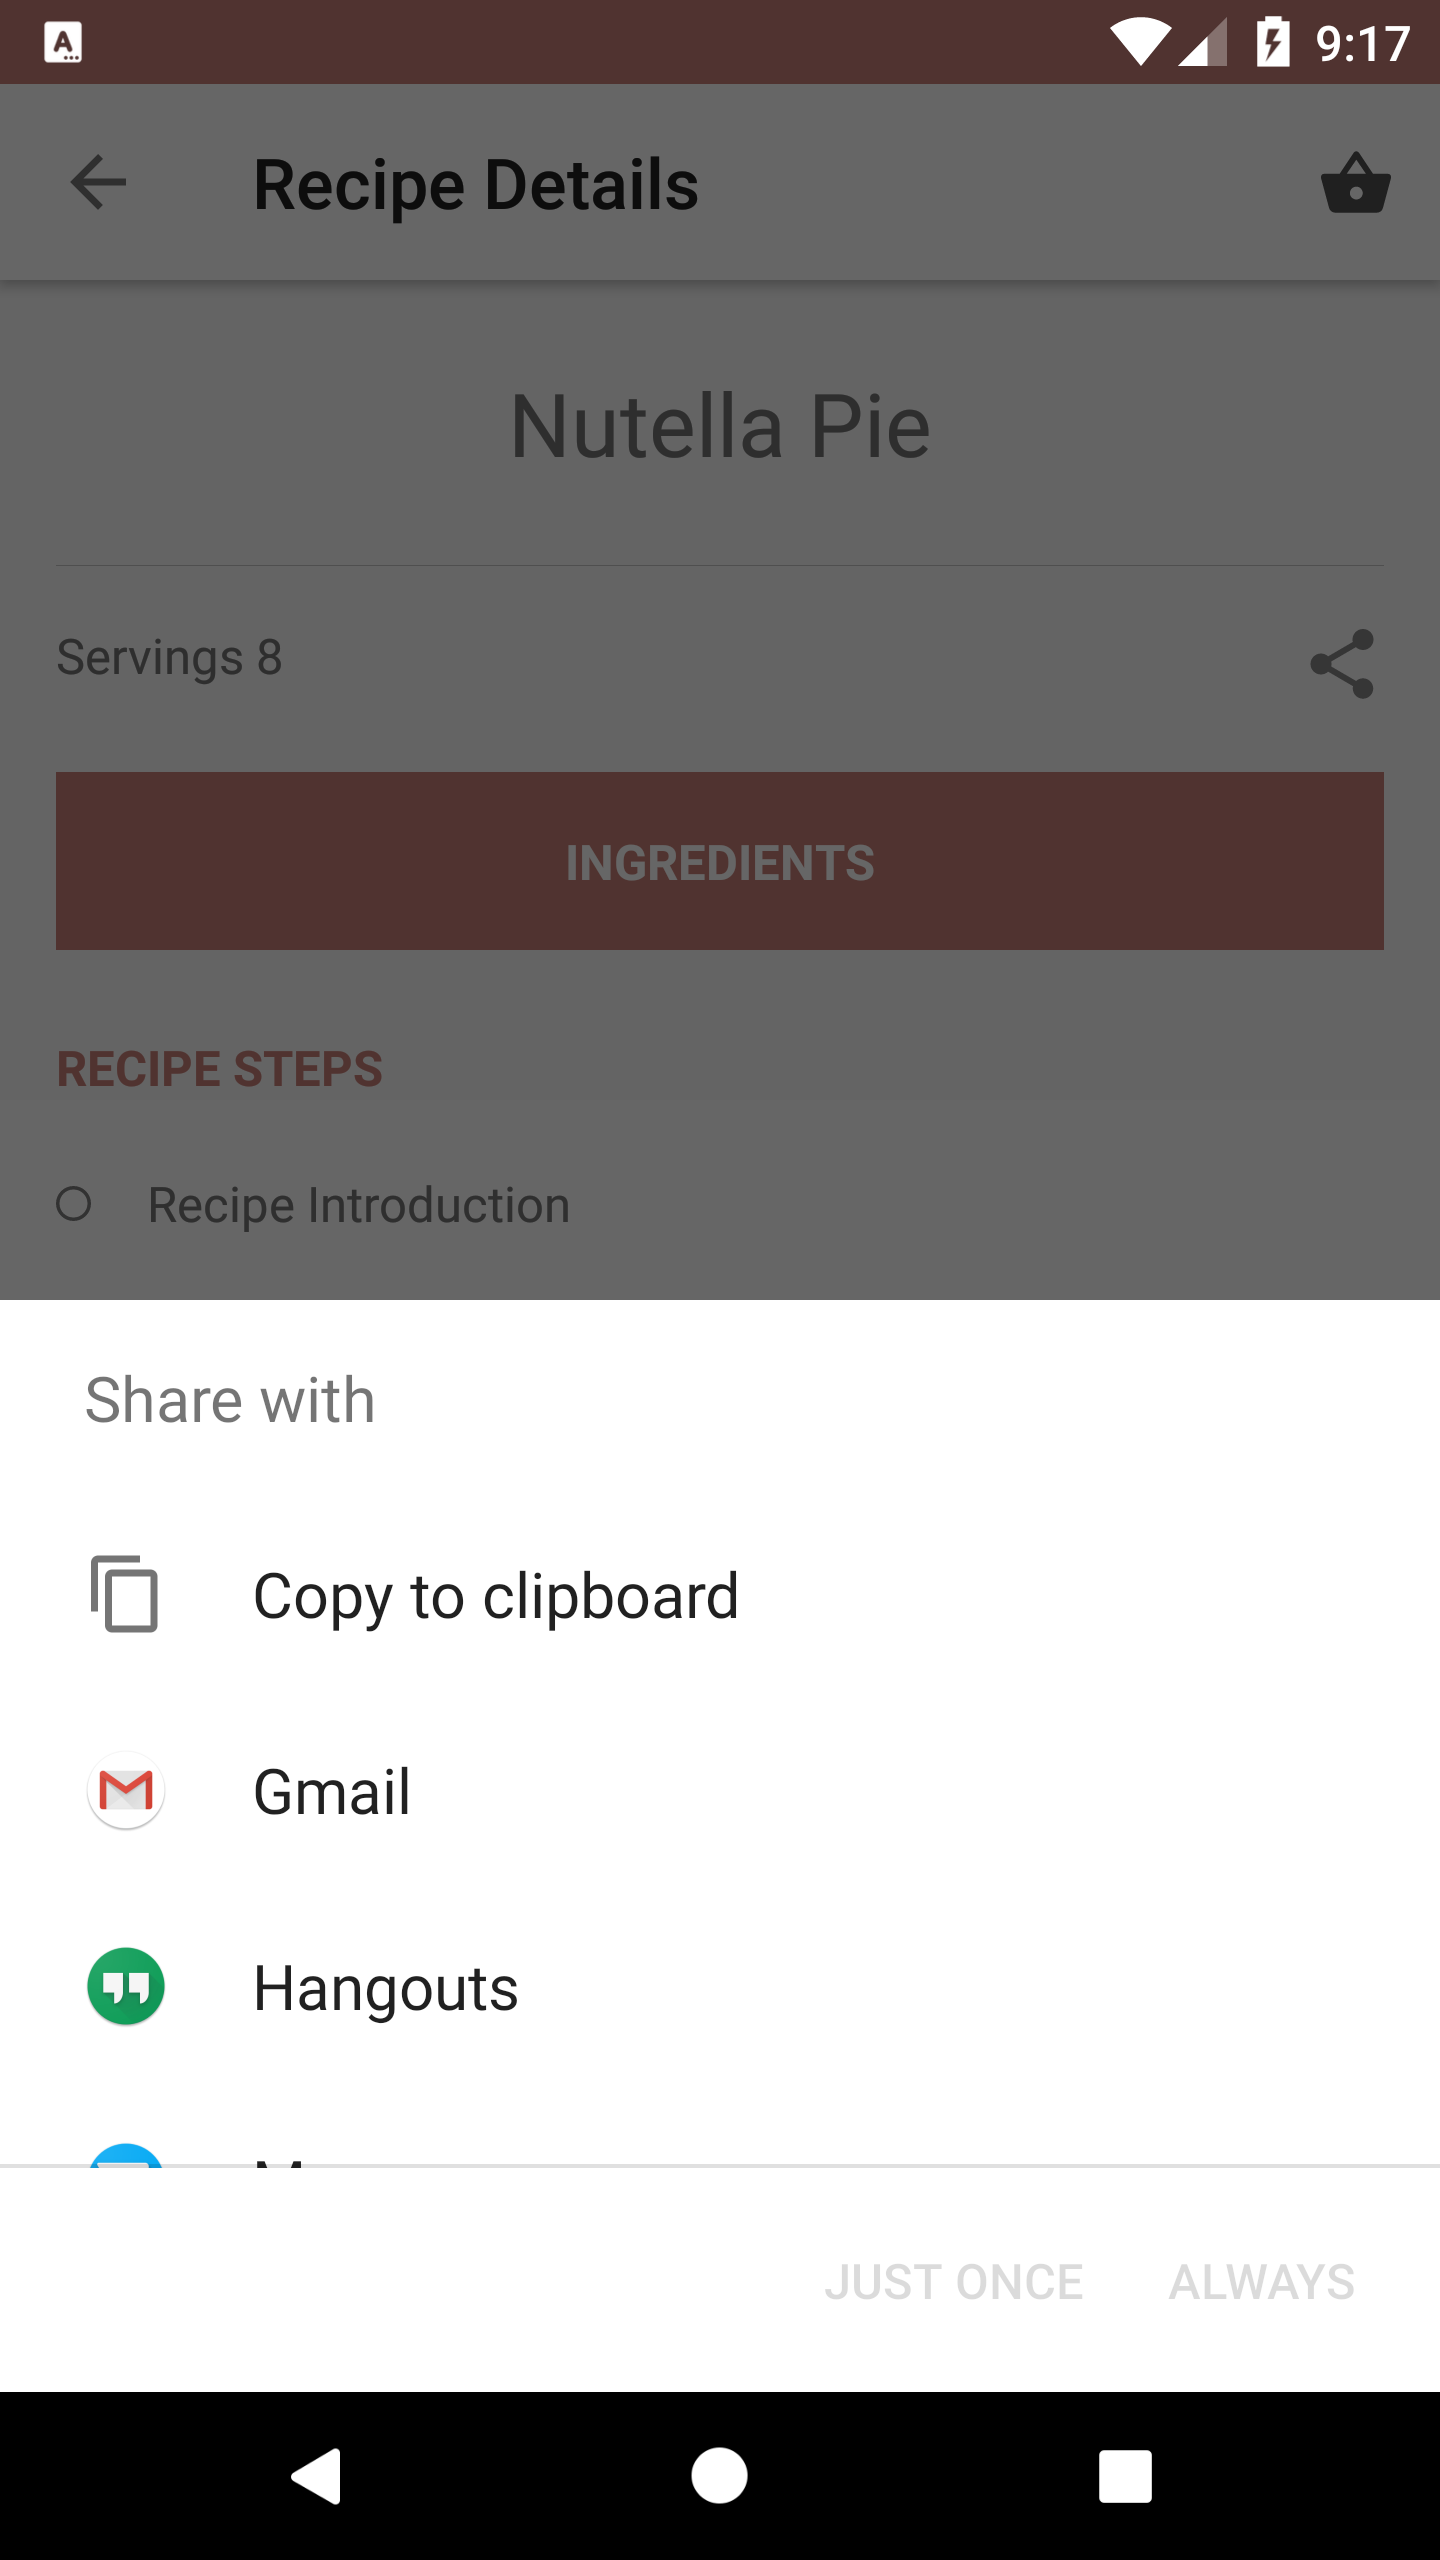 9:17
Recipe Details
Nutella Pie
Servings 8
INGREDIENTS
RECIPE STEPS
Recipe Introduction
Share with
Copy to clipboard
Gmail
Hangouts
JUST ONCE ALWAYS